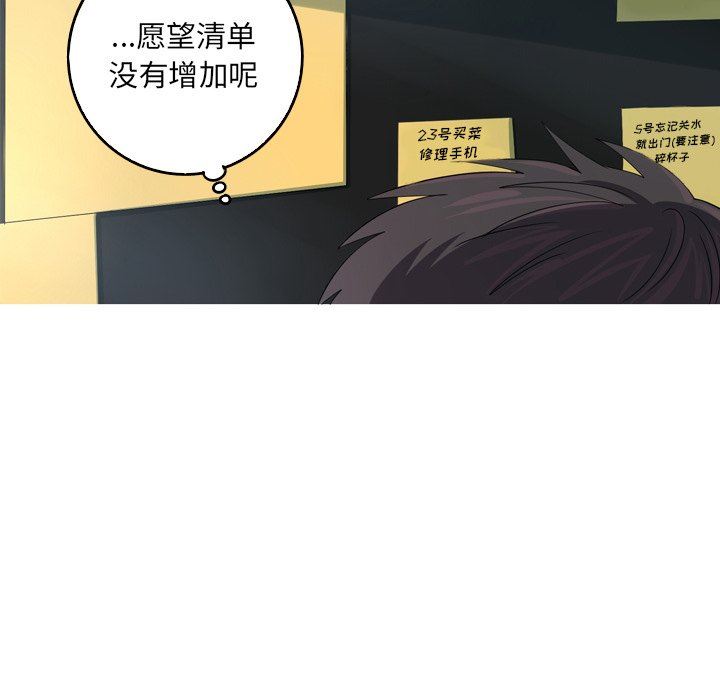 ...愿望清单
没有增加呢
23号买菜
修理手机
5号忘记关水
就出门(要注意)
碎杯子